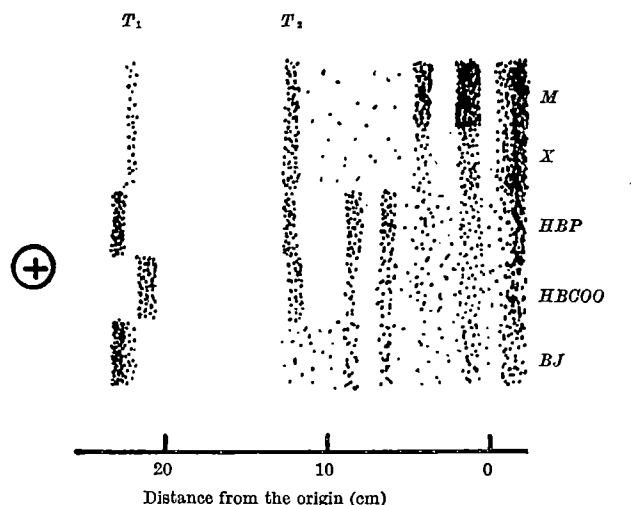 T₁ T₂
M
X
HBP
+
HBCOO
BJ
20 10 0
Distance from the origin (cm)